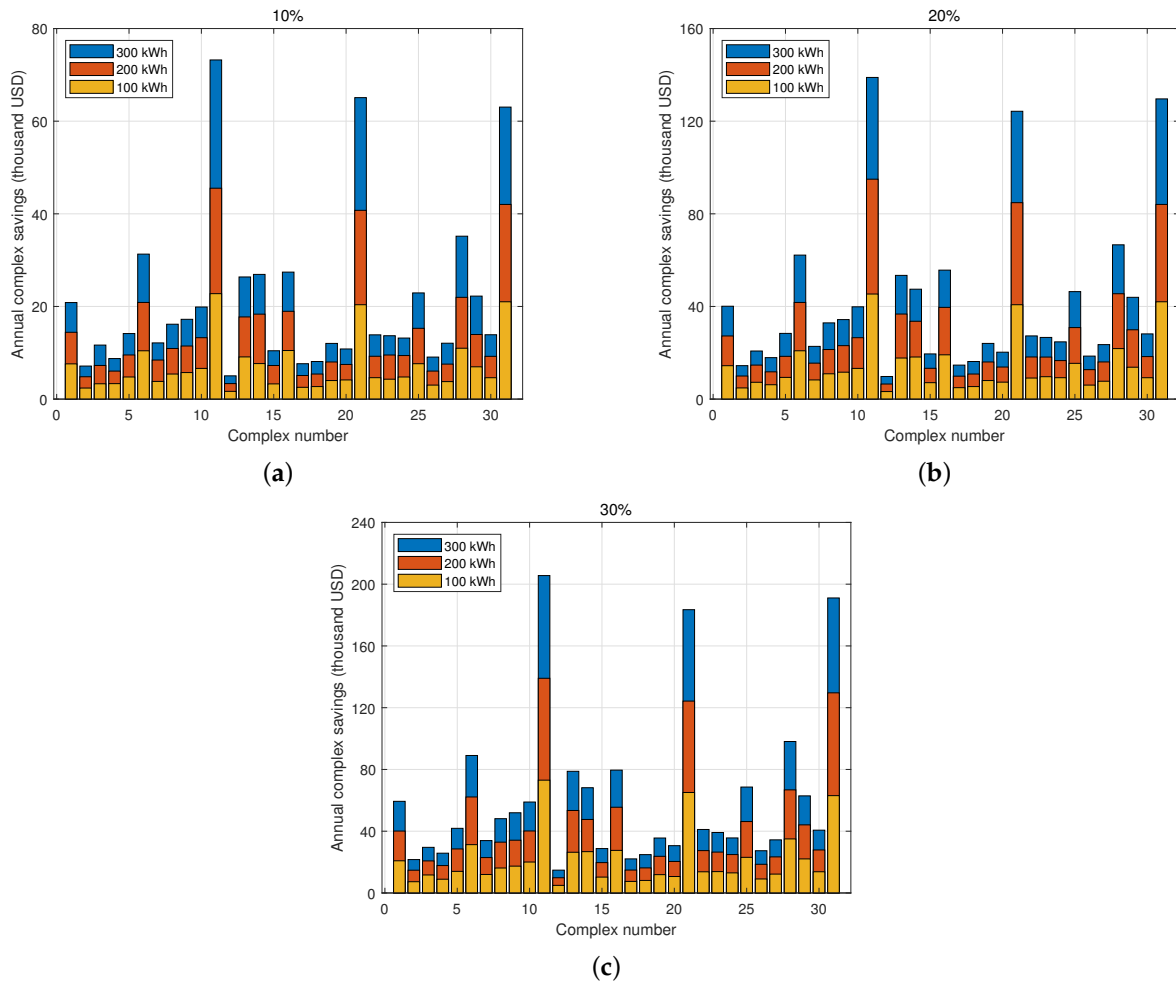 10%
80
60
40
20
0
Annual complex savings (thousand USD)
300 kWh
200 kWh
100 kWh
0 5 10 15 20 25 30
Complex number
(a)
20%
160
120
80
40
0
Annual complex savings (thousand USD)
300 kWh
200 kWh
100 kWh
0 5 10 15 20 25 30
Complex number
(b)
30%
240
200
160
120
80
40
0
Annual complex savings (thousand USD)
300 kWh
200 kWh
100 kWh
0 5 10 15 20 25 30
Complex number
(c)